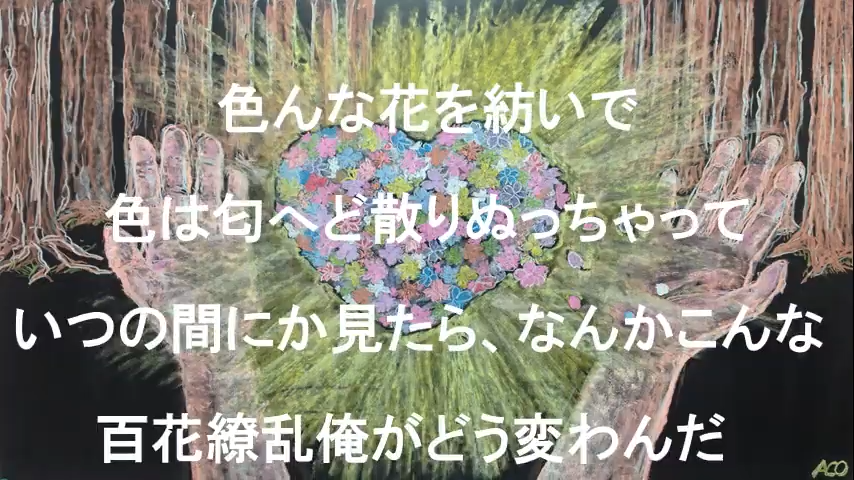 色んな花を紡いで
色は匂へど散りぬっちゃって
いつの間にか見たら、なんかこんな
百花繚乱俺がどう変わんだ
ACO